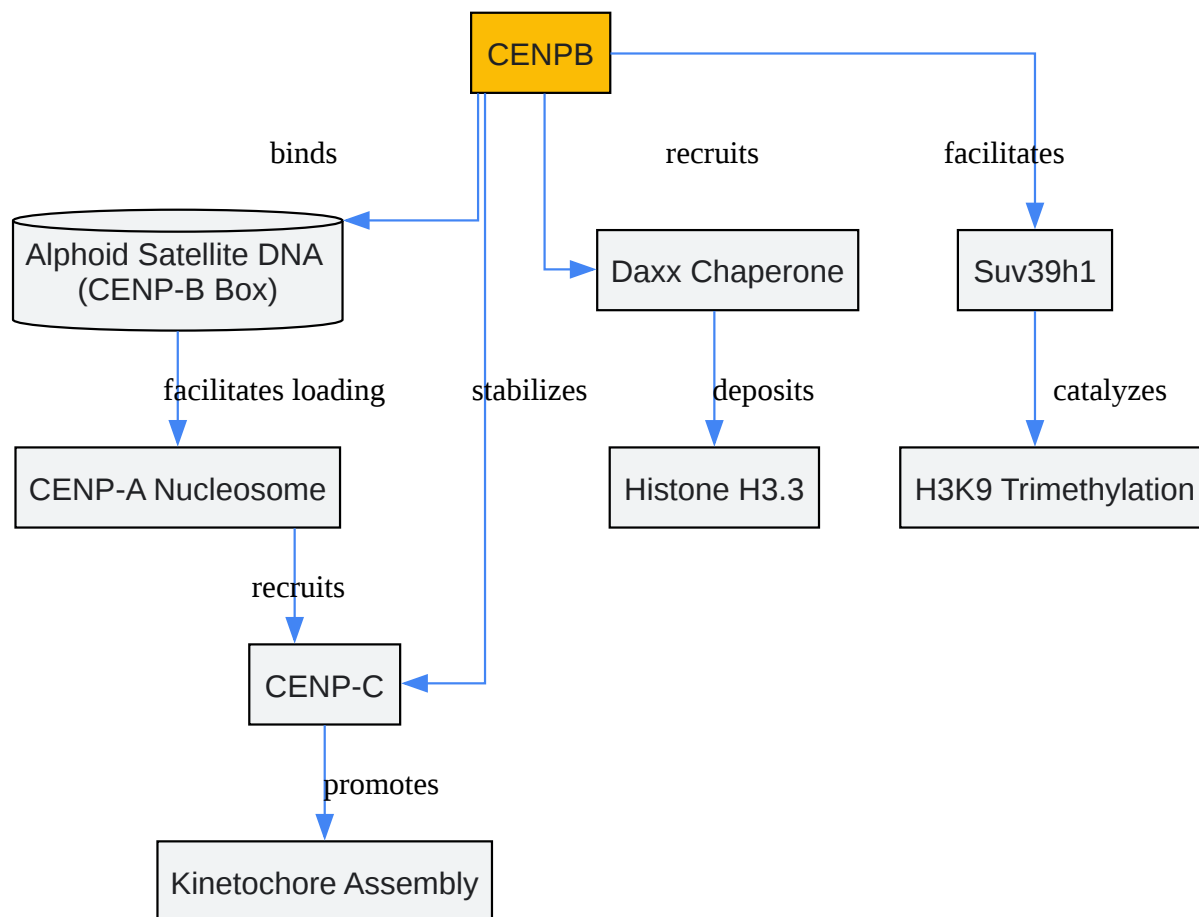 CENPB
binds
recruits
facilitates
Alphoid Satellite DNA
(CENP-B Box)
Daxx Chaperone
Suv39h1
facilitates loading
stabilizes
deposits
catalyzes
CENP-A Nucleosome
Histone H3.3
H3K9 Trimethylation
recruits
CENP-C
promotes
Kinetochore Assembly